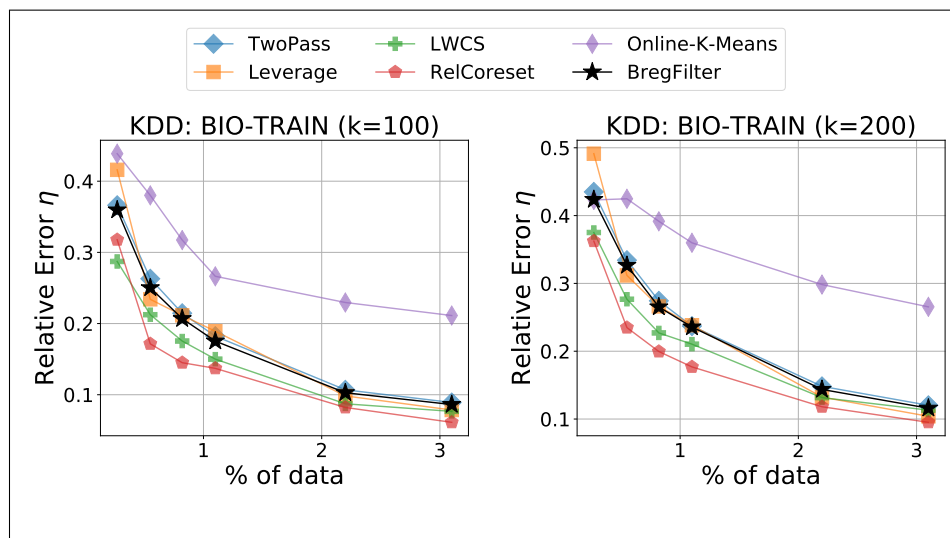 TwoPass LWCS Online-K-Means
Leverage RelCoreset BregFilter
KDD: BIO-TRAIN (k=100)
0.4
0.3
0.2
0.1
Relative Error η
1 2 3
% of data
KDD: BIO-TRAIN (k=200)
0.5
0.4
0.3
0.2
0.1
Relative Error η
1 2 3
% of data